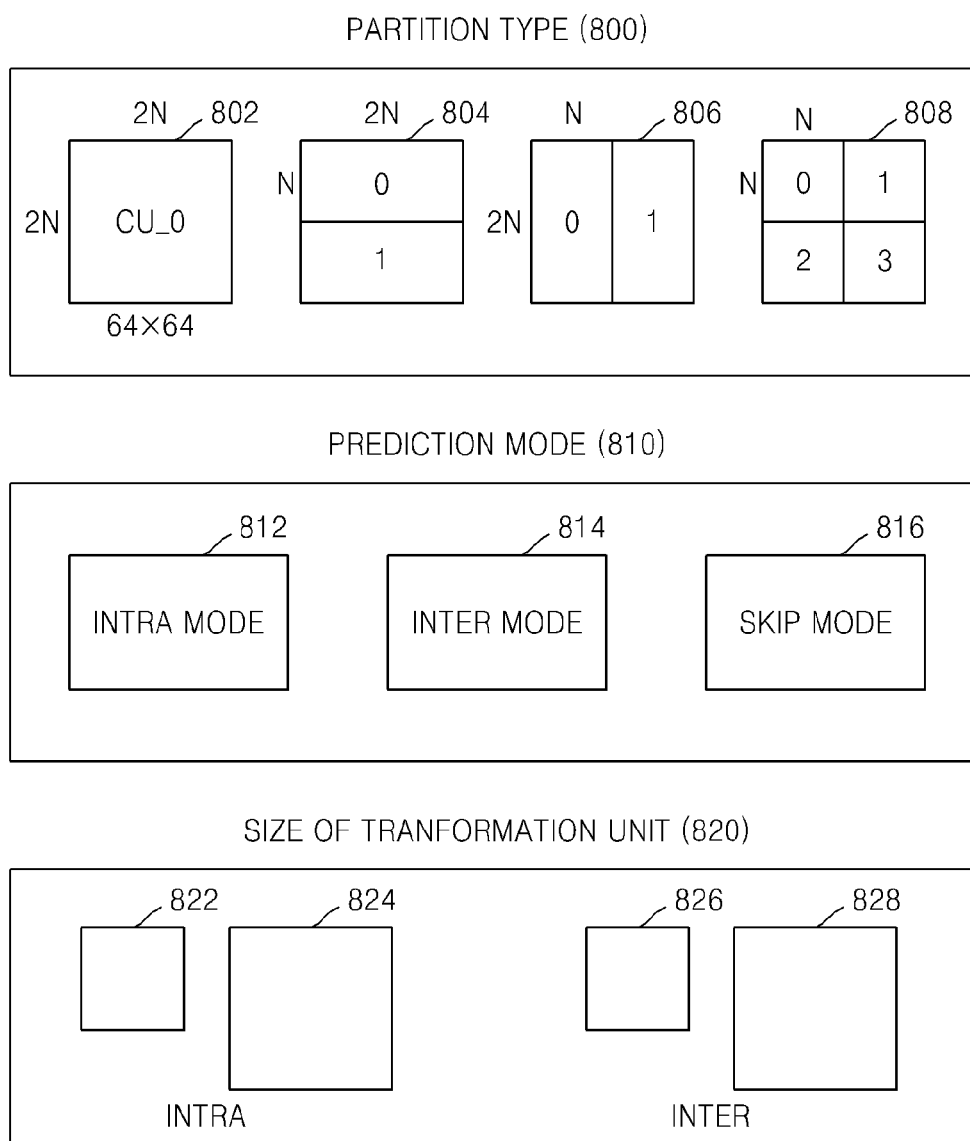 PARTITION TYPE (800)
2N 802 2N 804 N 806 N 808
2N CU_0 N 0 2N 0 1 N 0 1
1 2 3
64×64
PREDICTION MODE (810)
812 814 816
INTRA MODE INTER MODE SKIP MODE
SIZE OF TRANFORMATION UNIT (820)
822 824 826 828
INTRA INTER